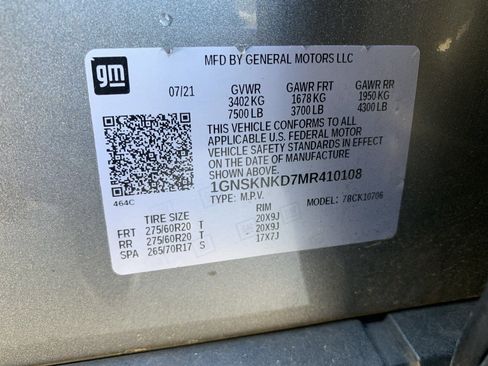 gm
MFD BY GENERAL MOTORS LLC
07/21 GVWR GAWR FRT GAWR RR
3402 KG 1678 KG 1950 KG
7500 LB 3700 LB 4300 LB
THIS VEHICLE CONFORMS TO ALL
APPLICABLE U.S. FEDERAL MOTOR
VEHICLE SAFETY STANDARDS IN EFFECT
ON THE DATE OF MANUFACTURE
SHOWN ABOVE.
1GNSKNKD7MR410108
464C TYPE: M.P.V. MODEL: 78CK10706
TIRE SIZE RIM
FRT 275/60R20 T 20X9J
RR 275/60R20 T 20X9J
SPA 265/70R17 S 17X7J